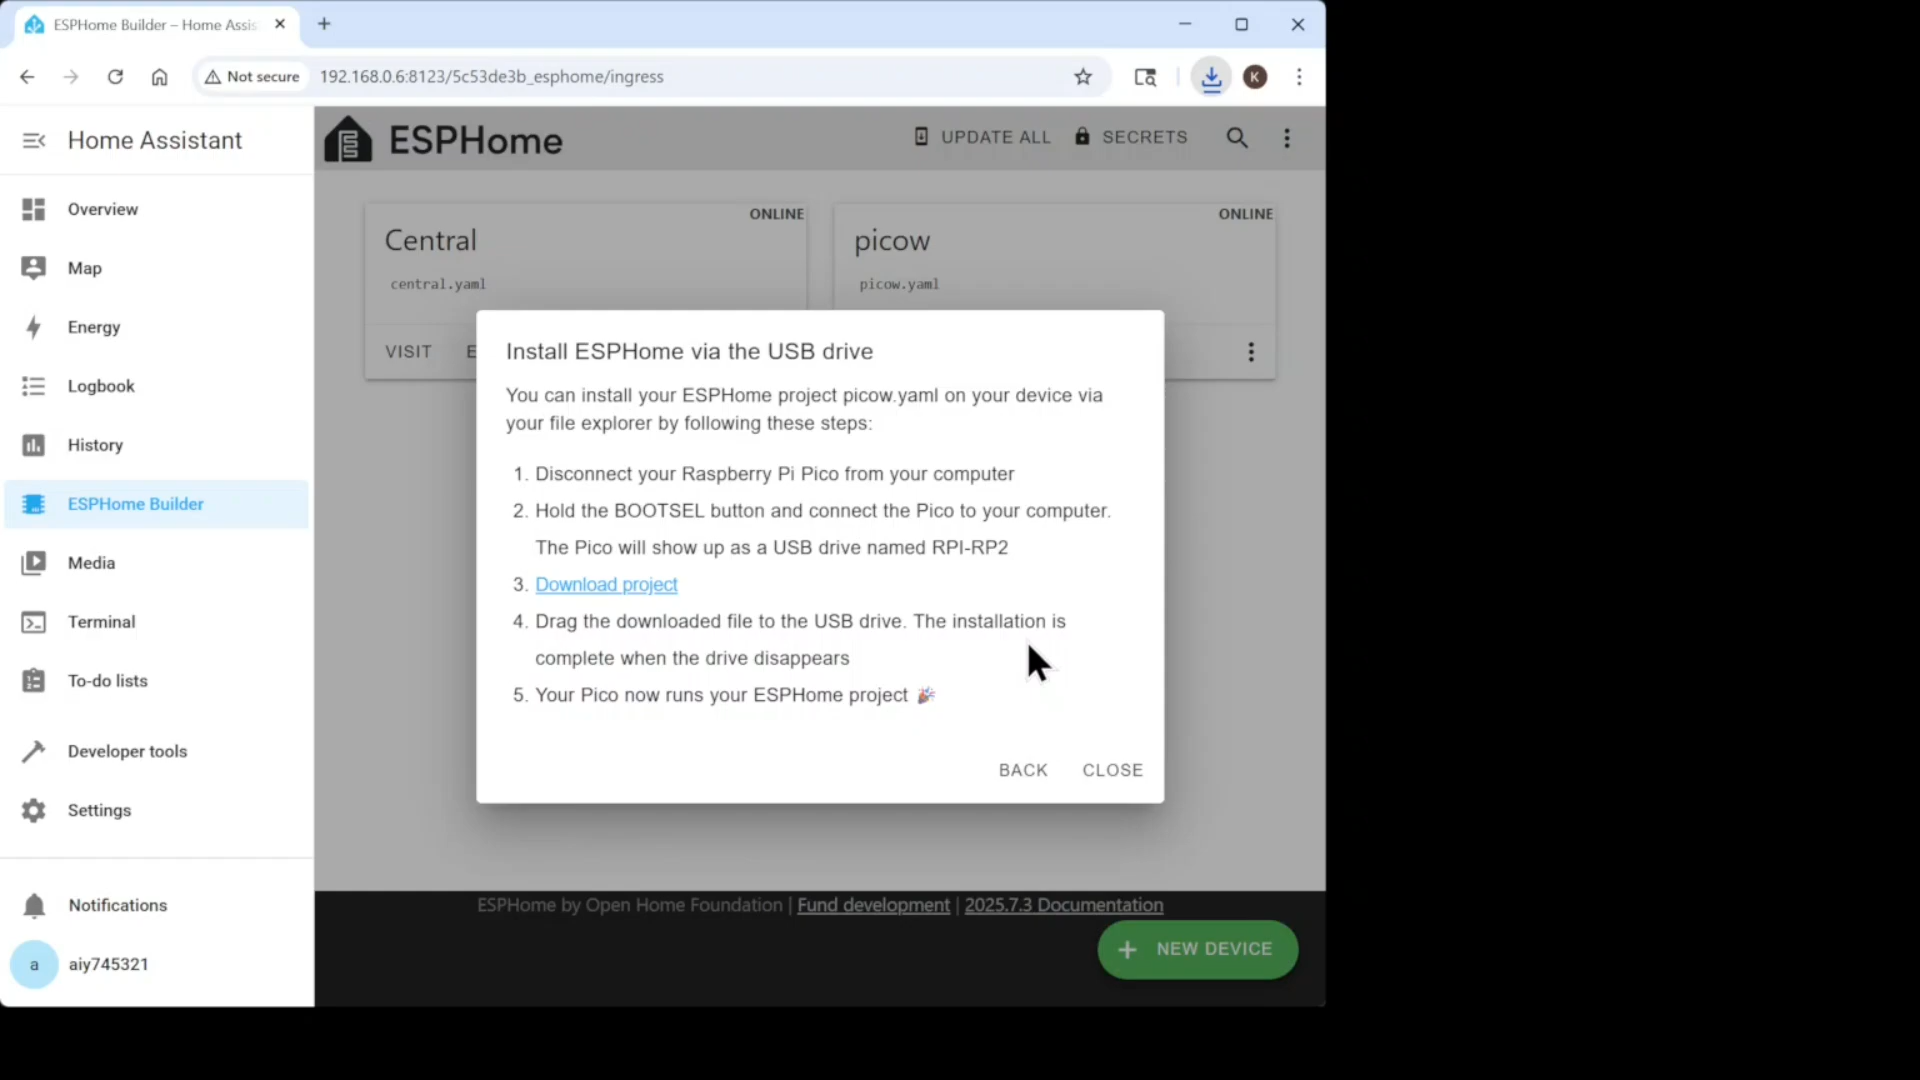 ESPHome Builder – Home Assis
Not secure
192.168.0.6:8123/5c53de3b_esphome/ingress
K
Home Assistant
Overview
Map
Energy
Logbook
History
ESPHome Builder
Media
Terminal
To-do lists
Developer tools
Settings
Notifications
a
aiy745321
ESPHome
UPDATE ALL
SECRETS
ONLINE
Central
central.yaml
VISIT
E
ONLINE
picow
picow.yaml
Install ESPHome via the USB drive
You can install your ESPHome project picow.yaml on your device via
your file explorer by following these steps:
1. Disconnect your Raspberry Pi Pico from your computer
2. Hold the BOOTSEL button and connect the Pico to your computer.
The Pico will show up as a USB drive named RPI-RP2
3. Download project
4. Drag the downloaded file to the USB drive. The installation is
complete when the drive disappears
5. Your Pico now runs your ESPHome project 🎉
BACK
CLOSE
ESPHome by Open Home Foundation | Fund development | 2025.7.3 Documentation
+ NEW DEVICE